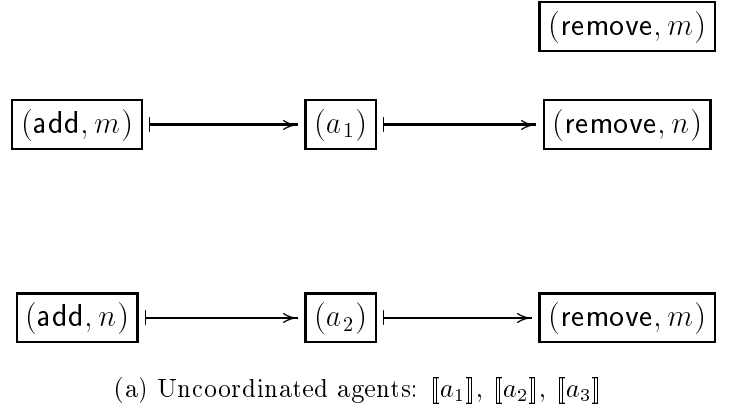 (remove, m)
(add, m) (a₁) (remove, n)
(add, n) (a₂) (remove, m)
(a) Uncoordinated agents: ⟦a₁⟧, ⟦a₂⟧, ⟦a₃⟧